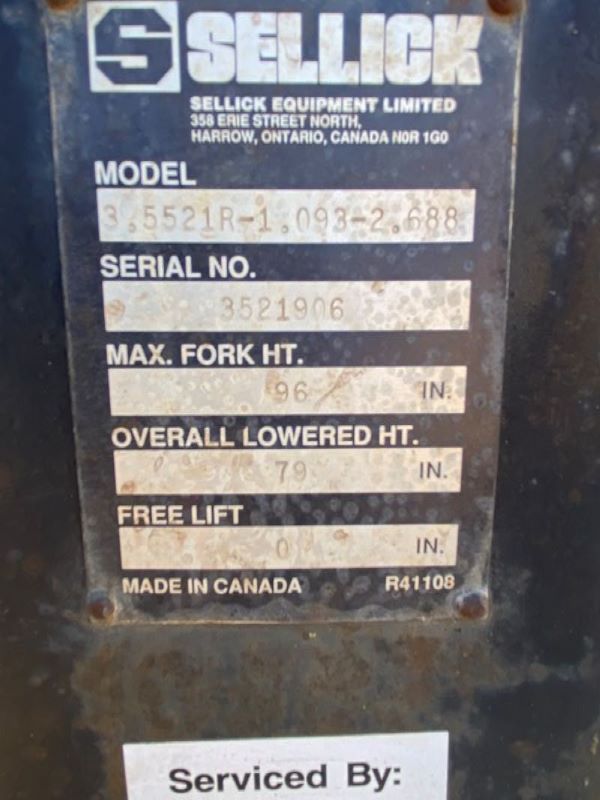 S SELLICK
SELLICK EQUIPMENT LIMITED
358 ERIE STREET NORTH,
HARROW, ONTARIO, CANADA N0R 1G0
MODEL
3.5521R-1.093-2.688
SERIAL NO.
3521906
MAX. FORK HT.
96 IN.
OVERALL LOWERED HT.
79 IN.
FREE LIFT
0 IN.
MADE IN CANADA R41108
Serviced By: